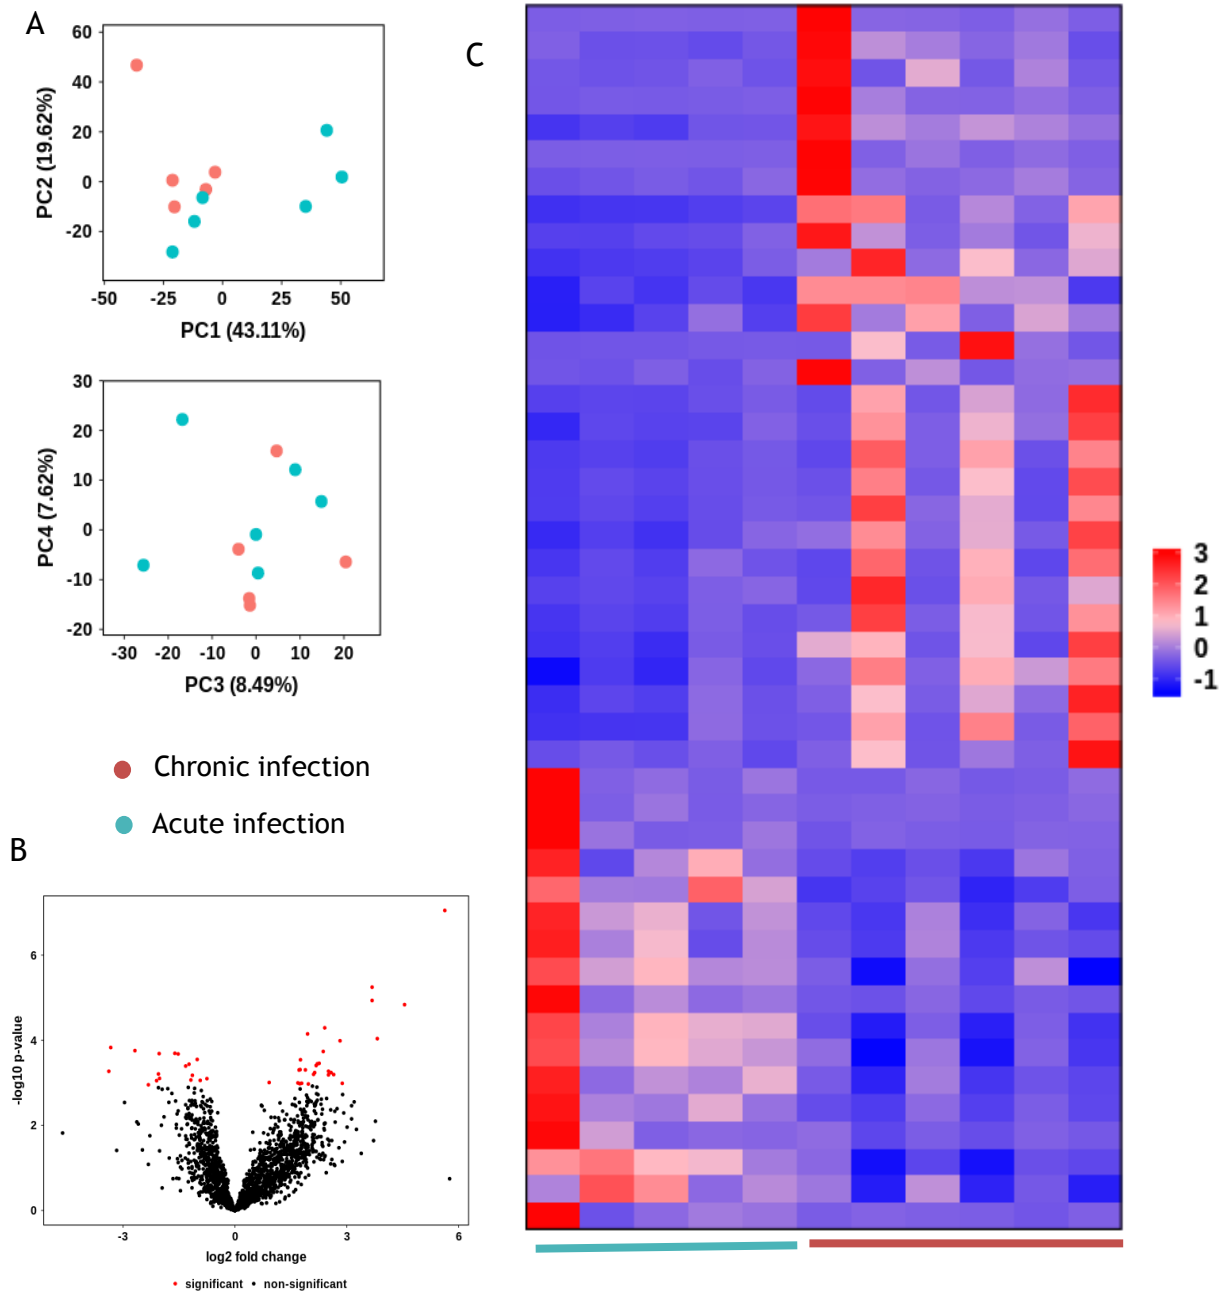 A
60
40
20
0
-20
PC2 (19.62%)
-50 -25 0 25 50
PC1 (43.11%)
30
20
10
0
-10
-20
PC4 (7.62%)
-30 -20 -10 0 10 20
PC3 (8.49%)
Chronic infection
Acute infection
B
6
4
2
0
-log10 p-value
-3 0 3 6
log2 fold change
significant non-significant
C
3
2
1
0
-1